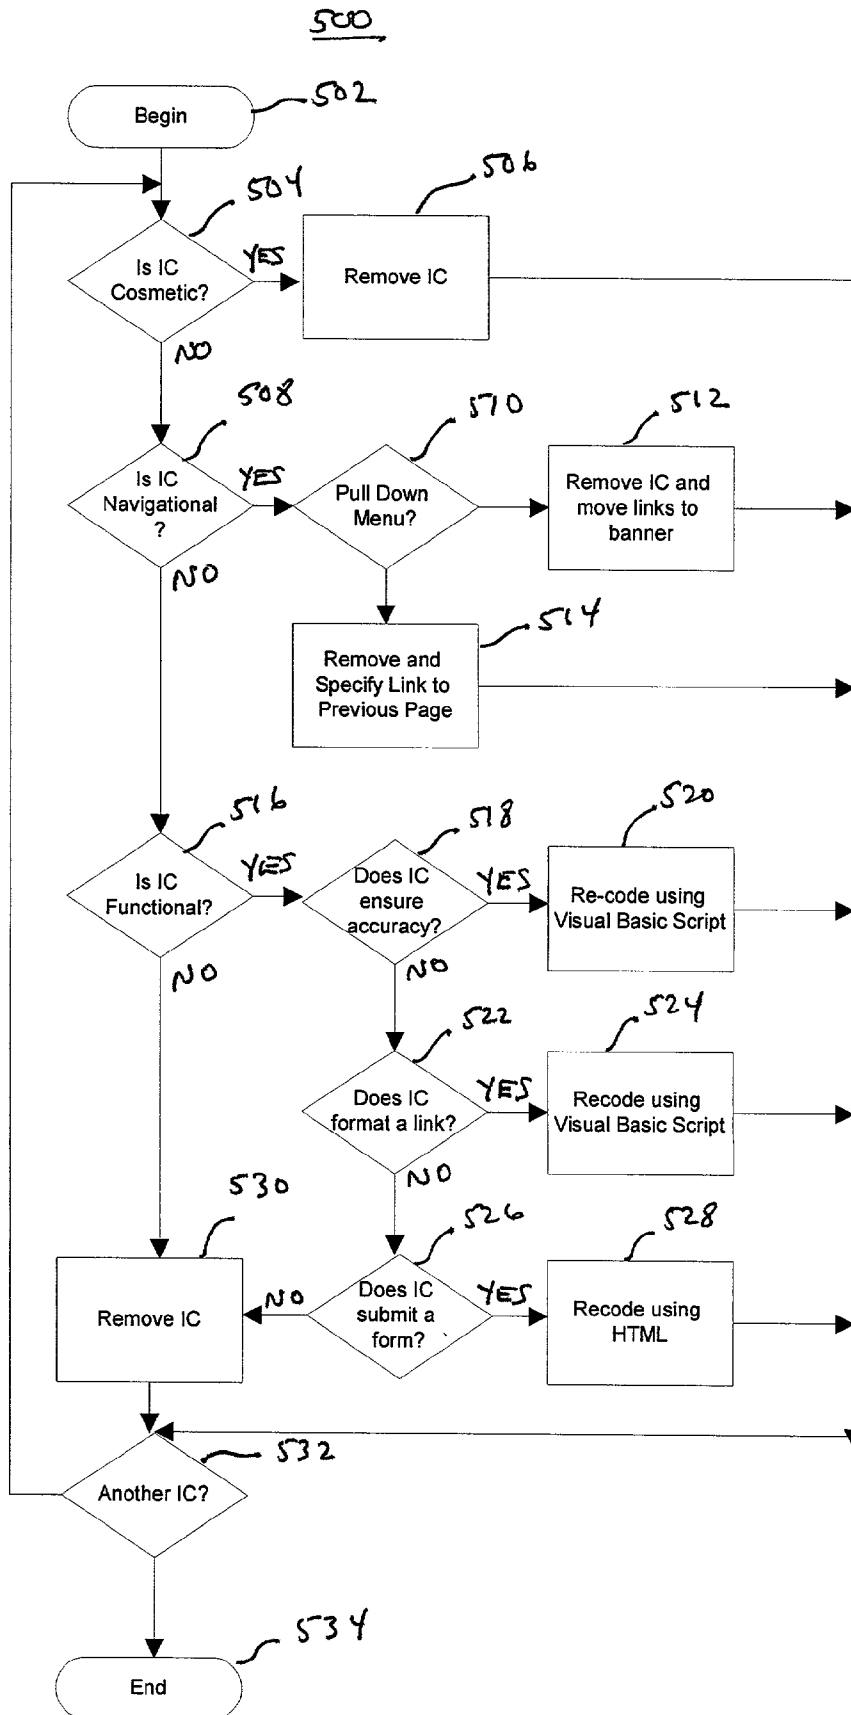 500
502
Begin
504
506
Is IC
Cosmetic?
YES
Remove IC
NO
508
510
512
Is IC
Navigational
?
YES
Pull Down
Menu?
Remove IC and
move links to
banner
NO
514
Remove and
Specify Link to
Previous Page
516
518
520
Is IC
Functional?
YES
Does IC
ensure
accuracy?
YES
Re-code using
Visual Basic Script
NO
NO
522
524
Does IC
format a link?
YES
Recode using
Visual Basic Script
NO
530
526
528
Remove IC
NO
Does IC
submit a
form?
YES
Recode using
HTML
532
Another IC?
534
End